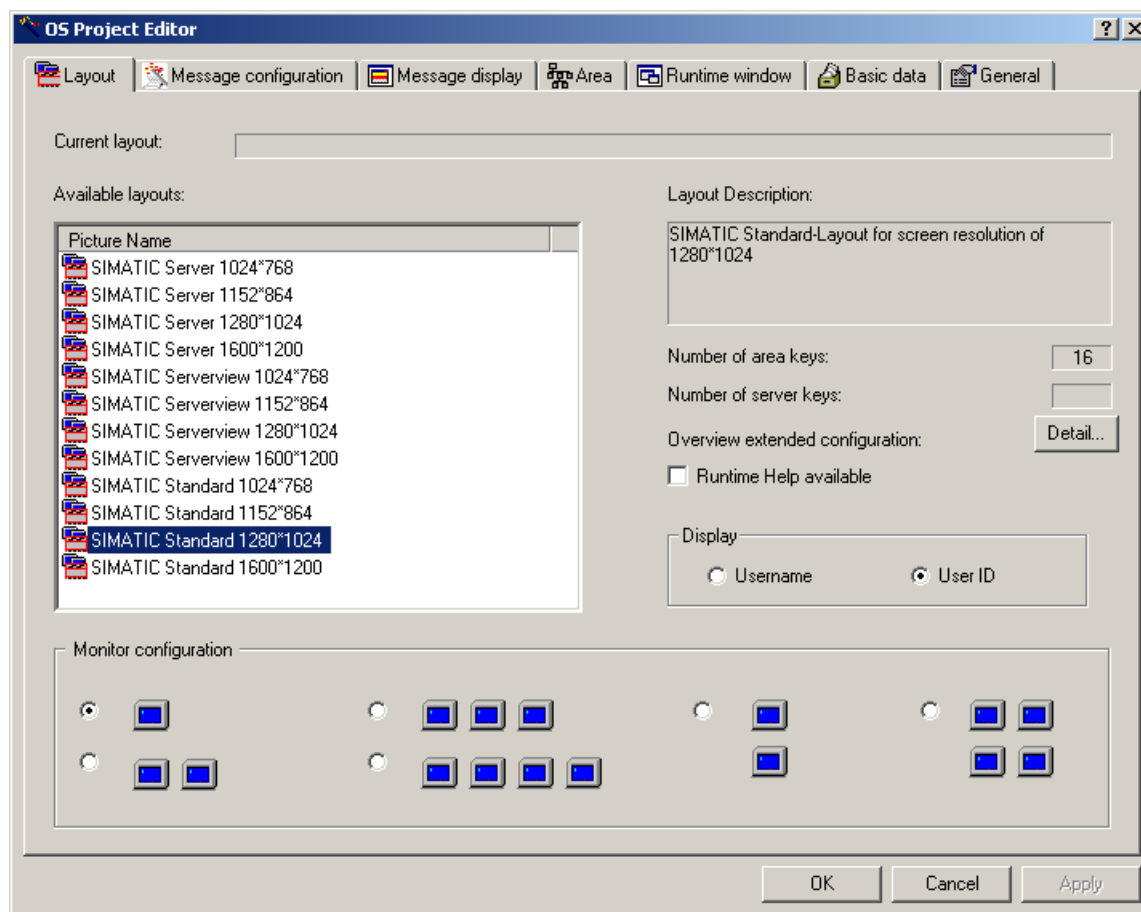 OS Project Editor
Layout
Message configuration
Message display
Area
Runtime window
Basic data
General
Current layout:
Available layouts:
Picture Name
SIMATIC Server 1024*768
SIMATIC Server 1152*864
SIMATIC Server 1280*1024
SIMATIC Server 1600*1200
SIMATIC Serverview 1024*768
SIMATIC Serverview 1152*864
SIMATIC Serverview 1280*1024
SIMATIC Serverview 1600*1200
SIMATIC Standard 1024*768
SIMATIC Standard 1152*864
SIMATIC Standard 1280*1024
SIMATIC Standard 1600*1200
Layout Description:
SIMATIC Standard-Layout for screen resolution of
1280*1024
Number of area keys: 16
Number of server keys:
Overview extended configuration: Detail...
Runtime Help available
Display
Username
User ID
Monitor configuration
OK
Cancel
Apply